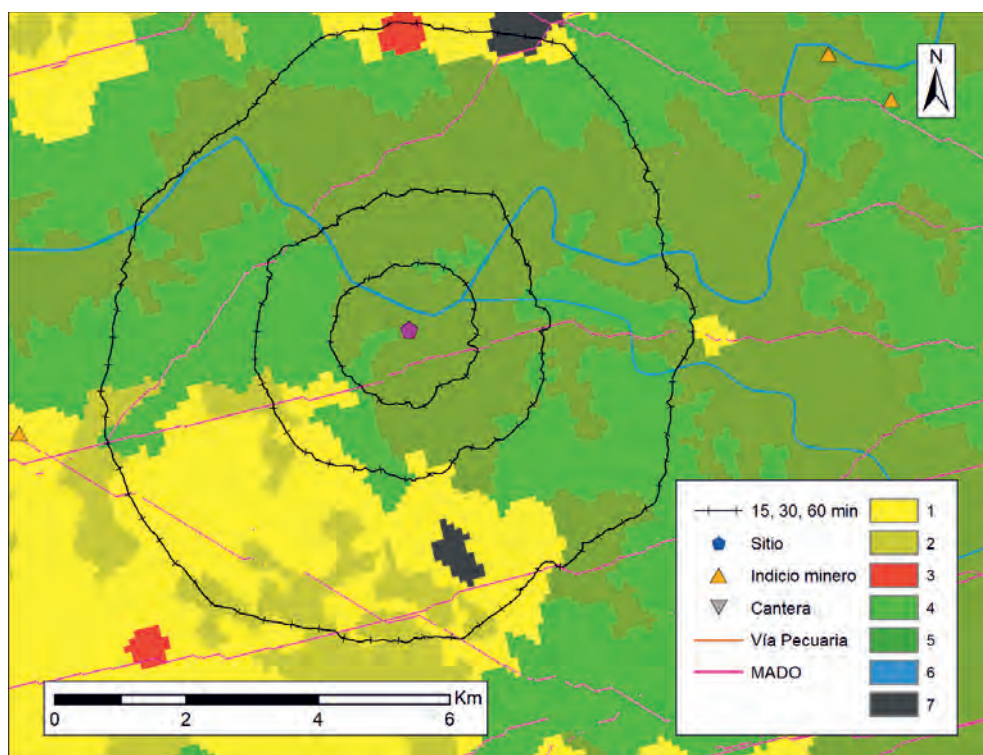 N
15, 30, 60 min
Sitio
Indicio minero
Cantera
Vía Pecuaria
MADO
1
2
3
4
5
6
7
Km
0 2 4 6